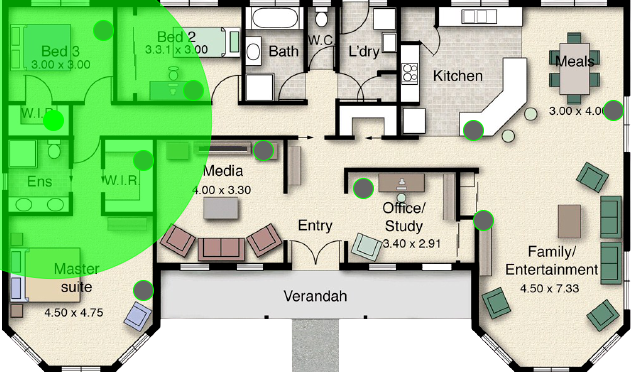 Bed 3
3.00 x 3.00
Bed 2
3.3.1 x 3.00
Bath
W.C
L'dry
Kitchen
Meals
3.00 x 4.00
W.I.R.
Ens
W.I.R.
Media
4.00 x 3.30
Office/
Study
3.40 x 2.91
Entry
Family/
Entertainment
4.50 x 7.33
Master
suite
4.50 x 4.75
Verandah